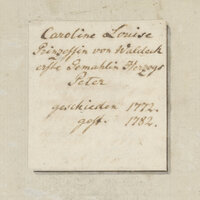 Caroline Louise
Prinzessin von Waldeck
erste Gemahlin Herzogs
Peter
geschieden 1772.
gest. 1782.